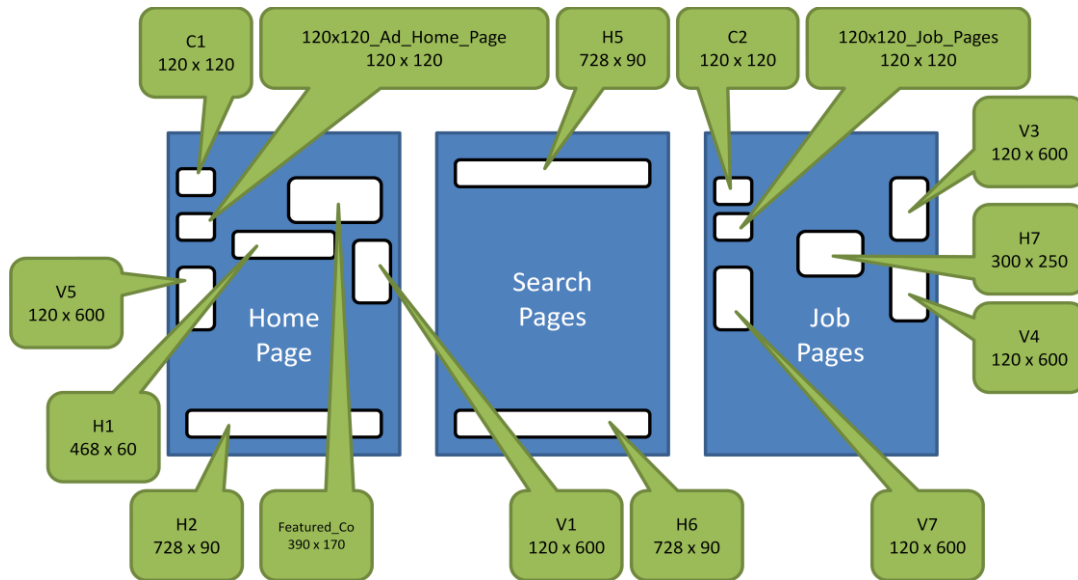 C1
120 x 120
120x120_Ad_Home_Page
120 x 120
H5
728 x 90
C2
120 x 120
120x120_Job_Pages
120 x 120
V3
120 x 600
H7
300 x 250
V4
120 x 600
V5
120 x 600
Home
Page
Search
Pages
Job
Pages
H1
468 x 60
H2
728 x 90
Featured_Co
390 x 170
V1
120 x 600
H6
728 x 90
V7
120 x 600